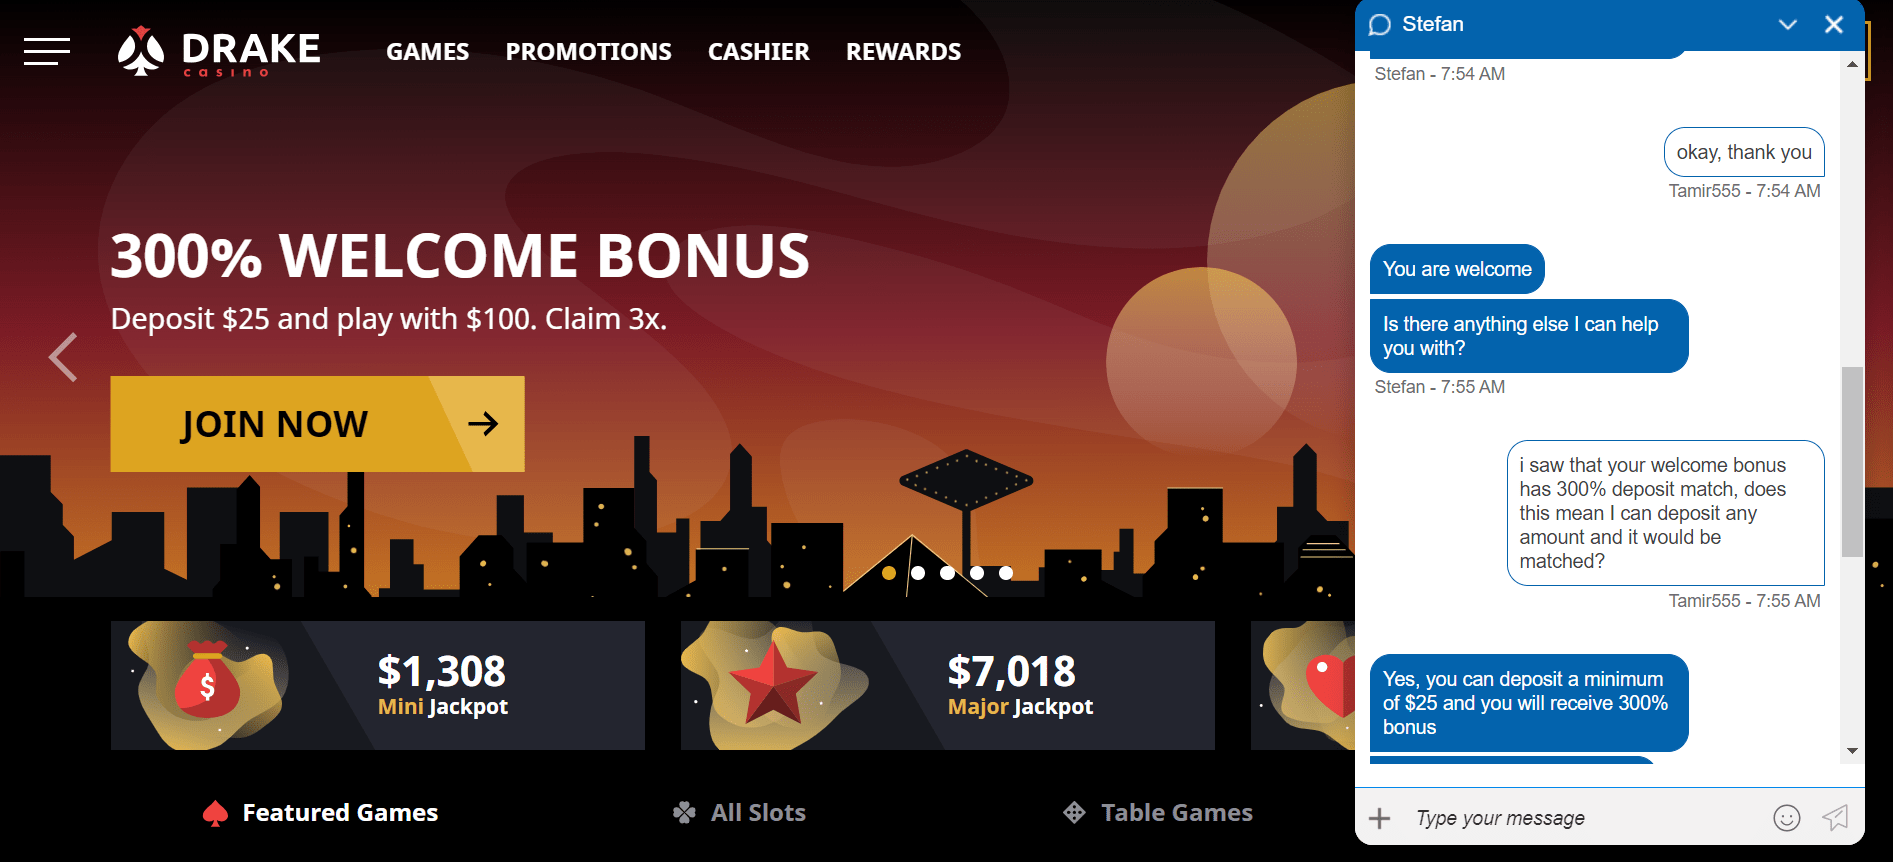 DRAKE
casino
GAMES
PROMOTIONS
CASHIER
REWARDS
300% WELCOME BONUS
Deposit $25 and play with $100. Claim 3x.
JOIN NOW
$
$1,308
Mini Jackpot
$7,018
Major Jackpot
Featured Games
All Slots
Table Games
Stefan
Stefan - 7:54 AM
okay, thank you
Tamir555 - 7:54 AM
You are welcome
Is there anything else I can help
you with?
Stefan - 7:55 AM
i saw that your welcome bonus
has 300% deposit match, does
this mean I can deposit any
amount and it would be
matched?
Tamir555 - 7:55 AM
Yes, you can deposit a minimum
of $25 and you will receive 300%
bonus
Type your message